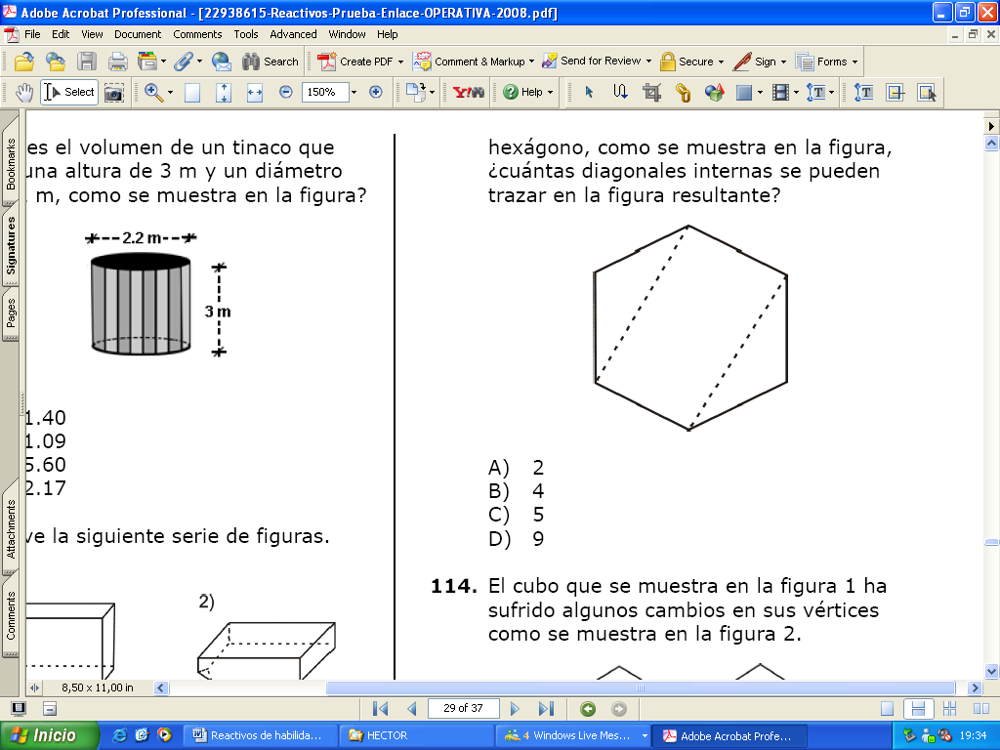 Adobe Acrobat Professional - [22938615-Reactivos-Prueba-Enlace-OPERATIVA-2008.pdf]
File Edit View Document Comments Tools Advanced Window Help
Search Create PDF Comment & Markup Send for Review Secure Sign Forms
Select 150% Y!MSN Help
Bookmarks
Signatures
Pages
Attachments
Comments
es el volumen de un tinaco que
una altura de 3 m y un diámetro
m, como se muestra en la figura?
2.2 m
3 m
1.40
1.09
5.60
2.17
ve la siguiente serie de figuras.
2)
hexágono, como se muestra en la figura,
¿cuántas diagonales internas se pueden
trazar en la figura resultante?
A) 2
B) 4
C) 5
D) 9
114. El cubo que se muestra en la figura 1 ha
sufrido algunos cambios en sus vértices
como se muestra en la figura 2.
8,50 x 11,00 in
29 of 37
Inicio Reactivos de habilida... HECTOR 4 Windows Live Mes... Adobe Acrobat Profe... 19:34